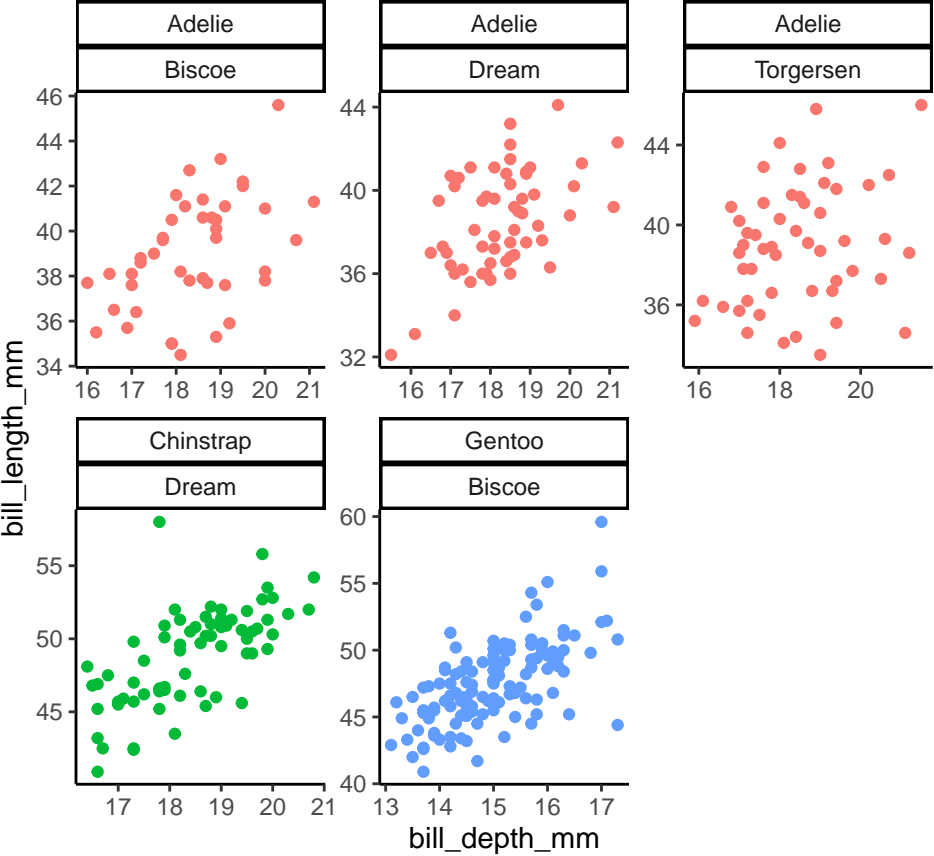 Adelie
Adelie
Adelie
Biscoe
Dream
Torgersen
46
44
42
40
38
36
34
16 17 18 19 20 21
44
40
36
32
16 17 18 19 20 21
44
40
36
16 18 20
bill_length_mm
Chinstrap
Gentoo
Dream
Biscoe
55
50
45
17 18 19 20 21
60
55
50
45
40
13 14 15 16 17
bill_depth_mm